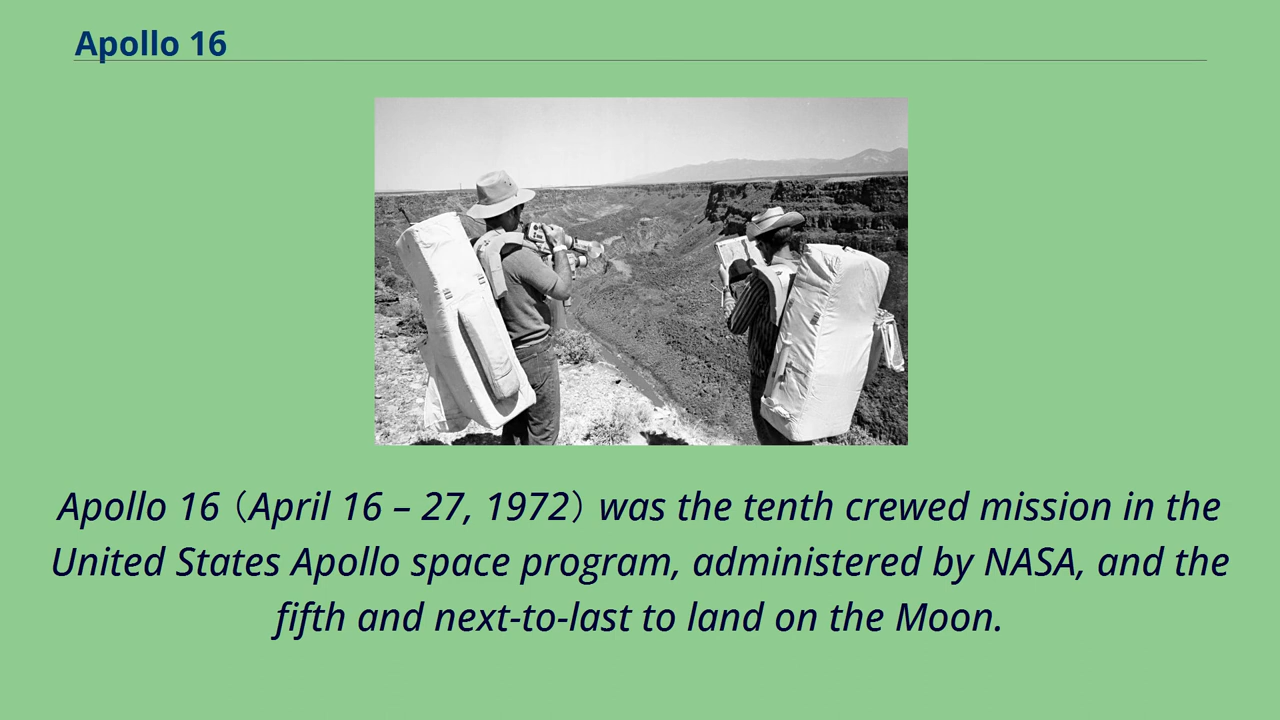 Apollo 16
Apollo 16（April 16 – 27, 1972）was the tenth crewed mission in the
United States Apollo space program, administered by NASA, and the
fifth and next-to-last to land on the Moon.